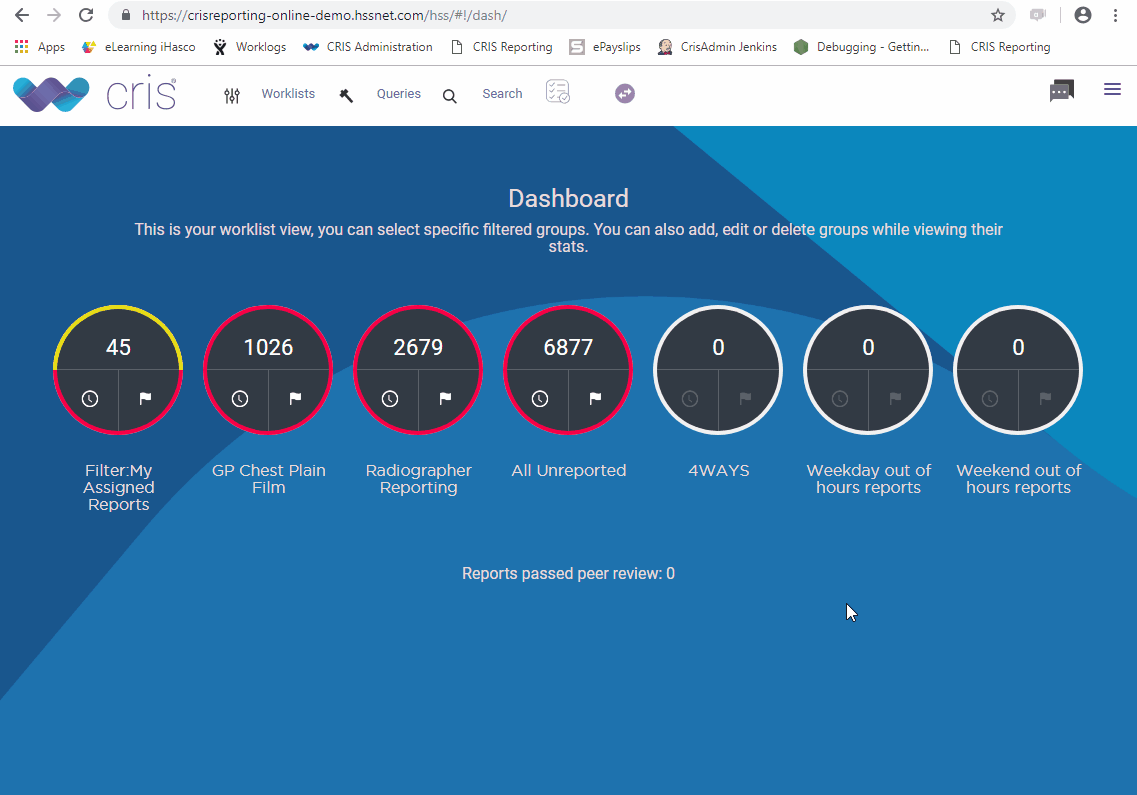 https://crisreporting-online-demo.hssnet.com/hss/#!/dash/
Apps eLearning iHasco Worklogs CRIS Administration CRIS Reporting ePayslips CrisAdmin Jenkins Debugging - Gettin... CRIS Reporting
cris® Worklists Queries Search
Dashboard
This is your worklist view, you can select specific filtered groups. You can also add, edit or delete groups while viewing their
stats.
45 1026 2679 6877 0 0 0
Filter:My GP Chest Plain Radiographer All Unreported 4WAYS Weekday out of Weekend out of
Assigned Film Reporting hours reports hours reports
Reports
Reports passed peer review: 0